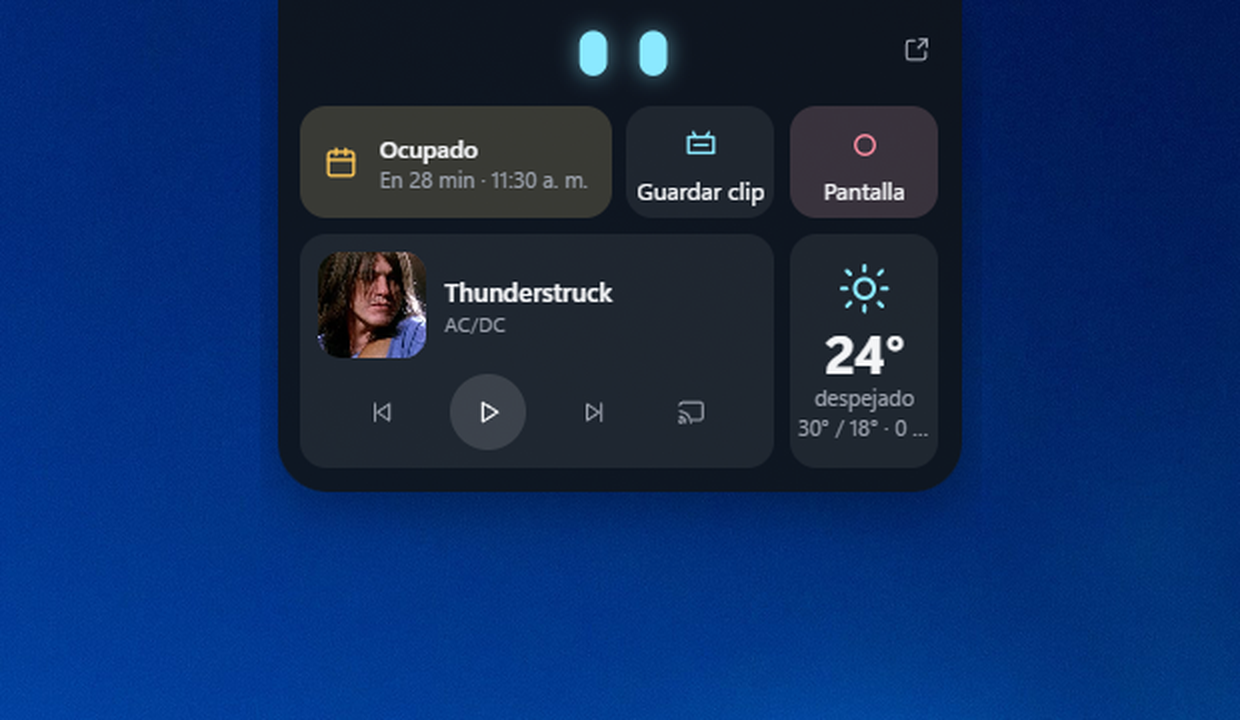 Ocupado
En 28 min · 11:30 a. m.
Guardar clip
Pantalla
Thunderstruck
AC/DC
24°
despejado
30° / 18° · 0 ...